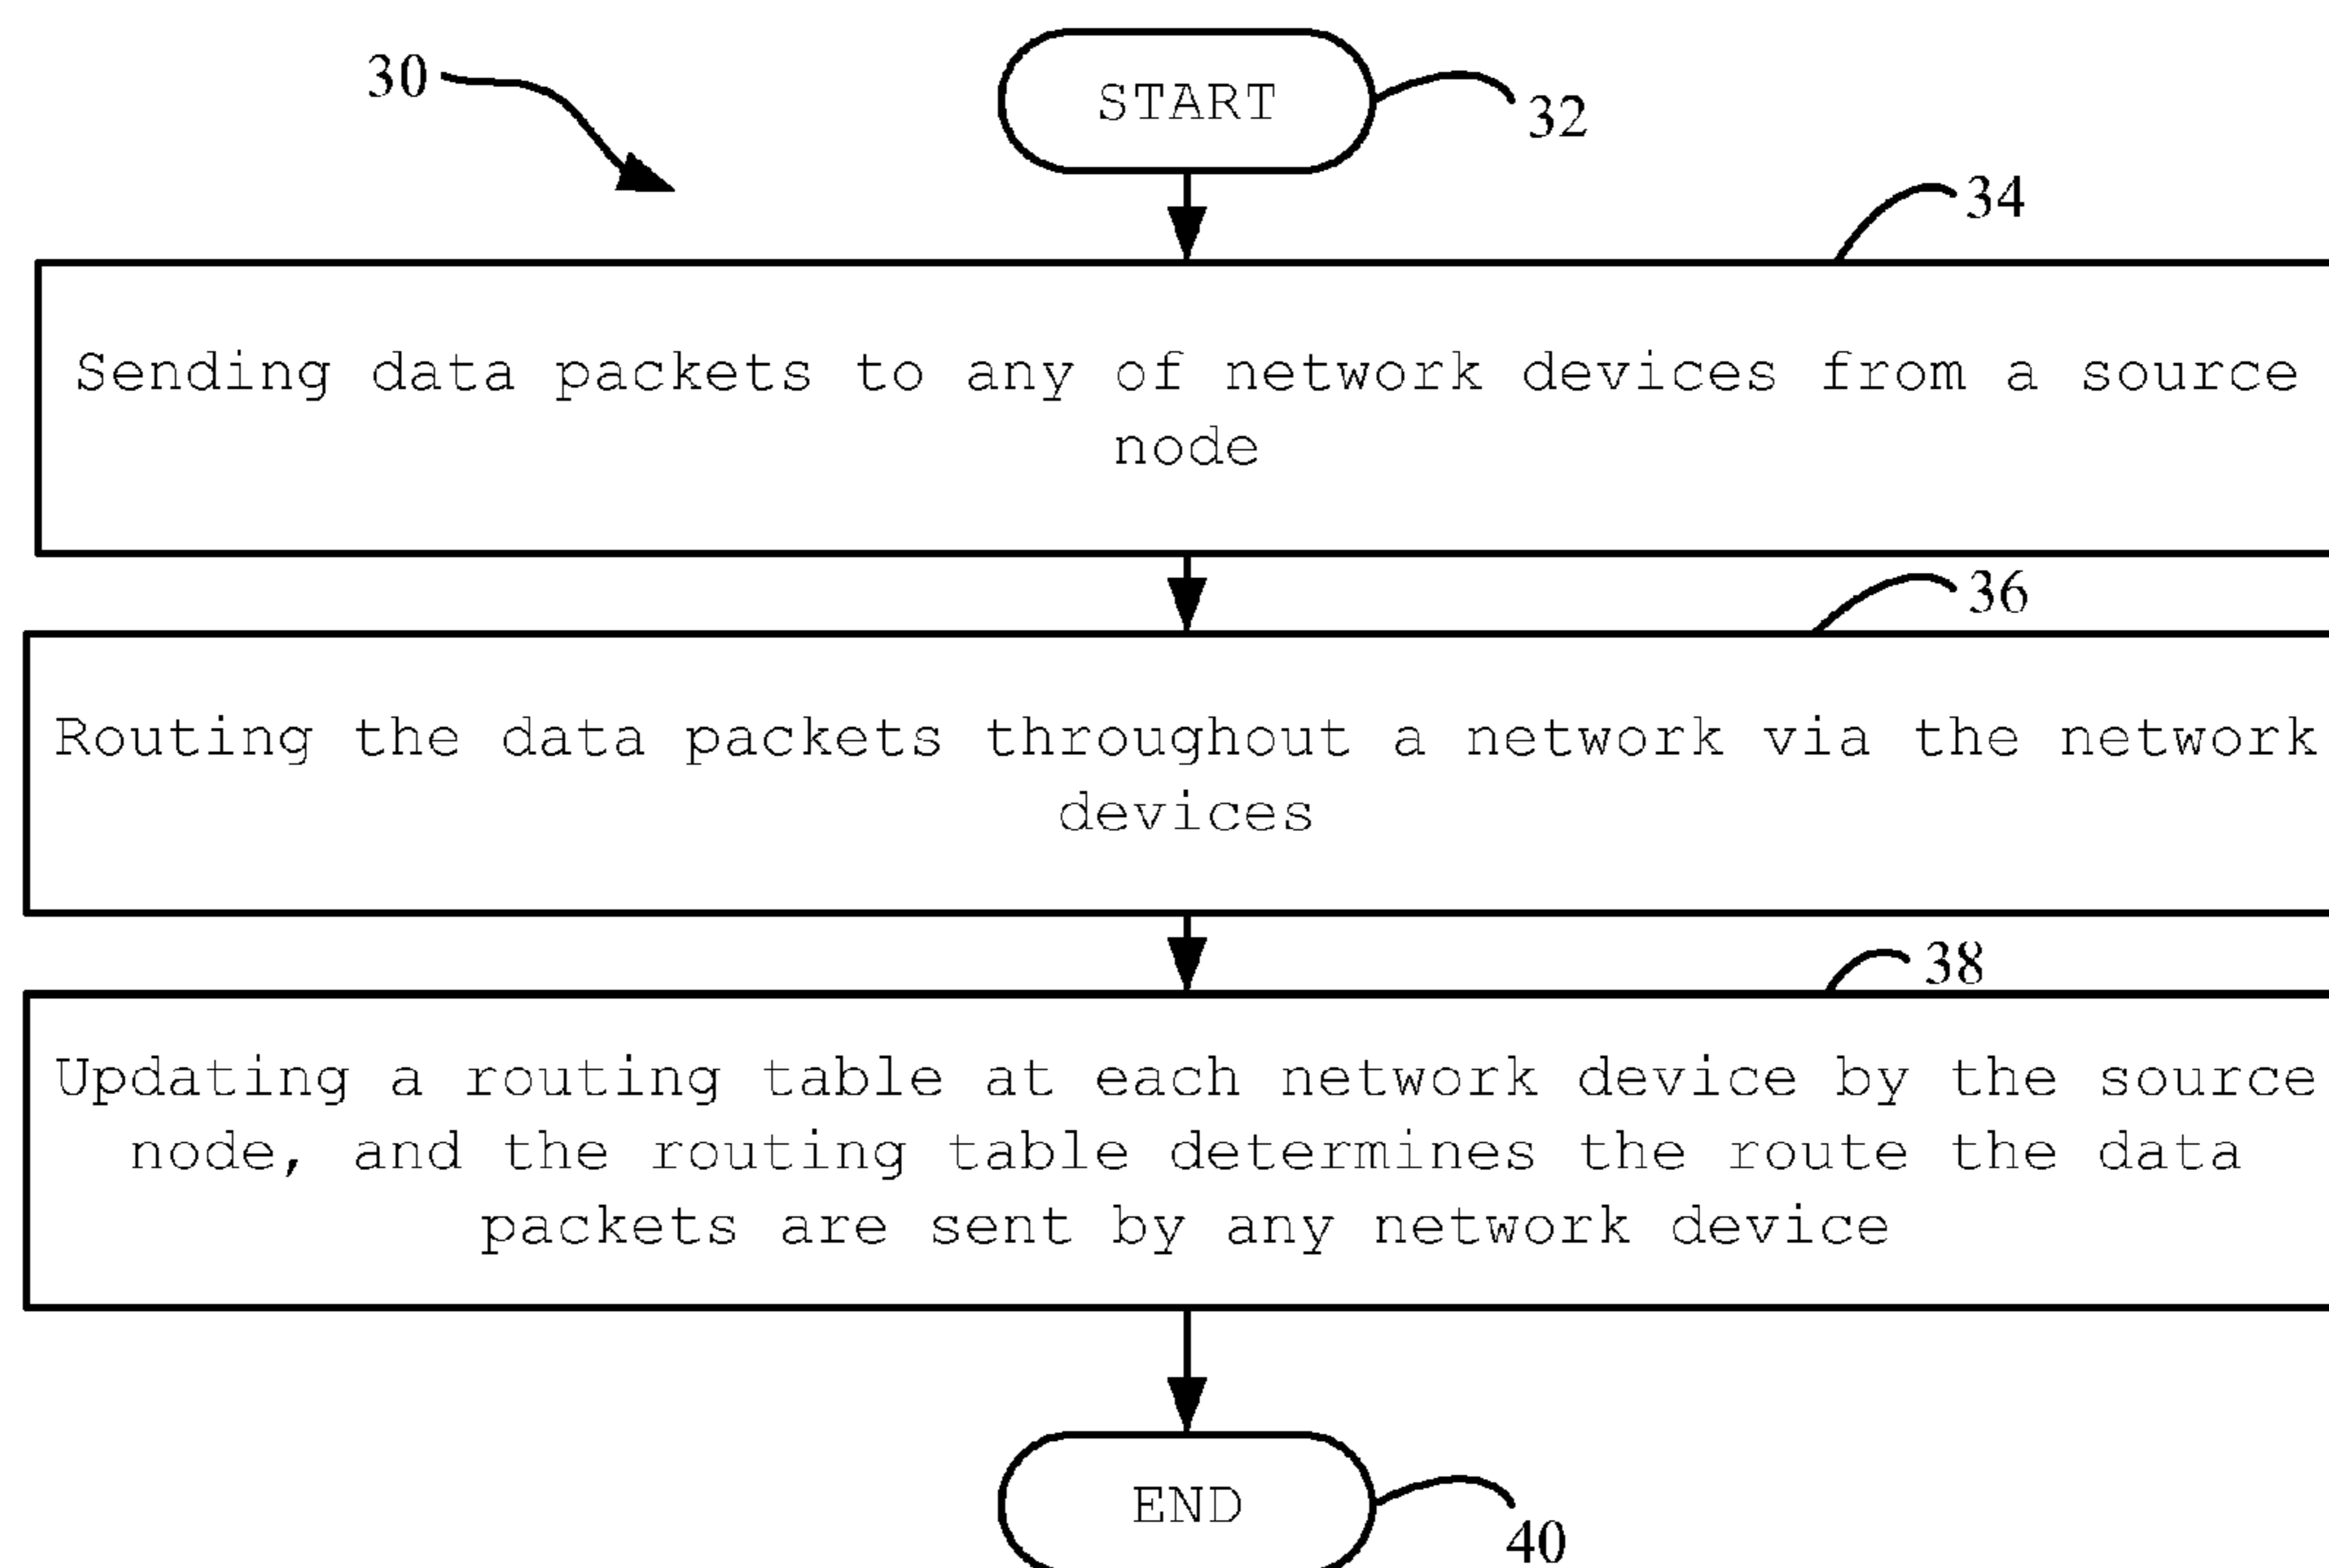 30
START
32
34
Sending data packets to any of network devices from a source
node
36
Routing the data packets throughout a network via the network
devices
38
Updating a routing table at each network device by the source
node, and the routing table determines the route the data
packets are sent by any network device
END
40